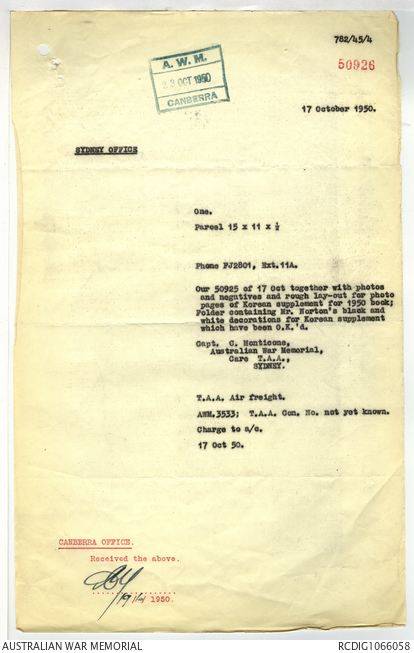 782/45/4
50926
A. W. M.
23 OCT 1950
CANBERRA
17 October 1950.
SYDNEY OFFICE
One.
Parcel 15 x 11 x ½
Phone FJ2801, Ext.11A.
Our 50925 of 17 Oct together with photos
and negatives and rough lay-out for photo
pages of Korean supplement for 1950 book;
Folder containing Mr. Norton's black and
white decorations for Korean supplement
which have been O.K.'d.
Capt. C. Monticone,
Australian War Memorial,
Care T.A.A.,
SYDNEY.
T.A.A. Air freight.
AWM.3533; T.A.A. Con. No. not yet known.
Charge to a/c.
17 Oct 50.
CANBERRA OFFICE.
Received the above.
1950.
AUSTRALIAN WAR MEMORIAL
RCDIG1066058